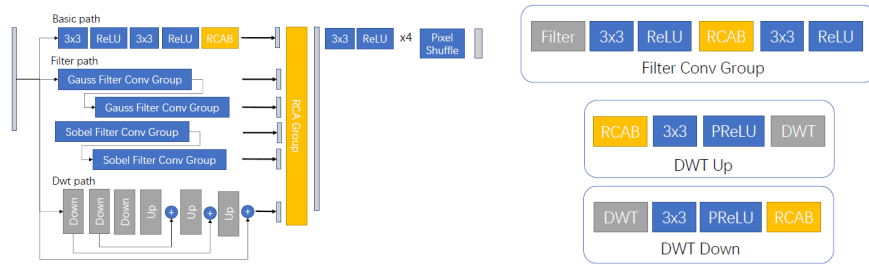 Basic path
3x3 ReLU 3x3 ReLU RCAB
Filter path
Gauss Filter Conv Group
Gauss Filter Conv Group
Sobel Filter Conv Group
Sobel Filter Conv Group
Dwt path
Down Down Down Up + Up + Up +
RCA Group
3x3 ReLU x4 Pixel Shuffle
Filter 3x3 ReLU RCAB 3x3 ReLU
Filter Conv Group
RCAB 3x3 PReLU DWT
DWT Up
DWT 3x3 PReLU RCAB
DWT Down